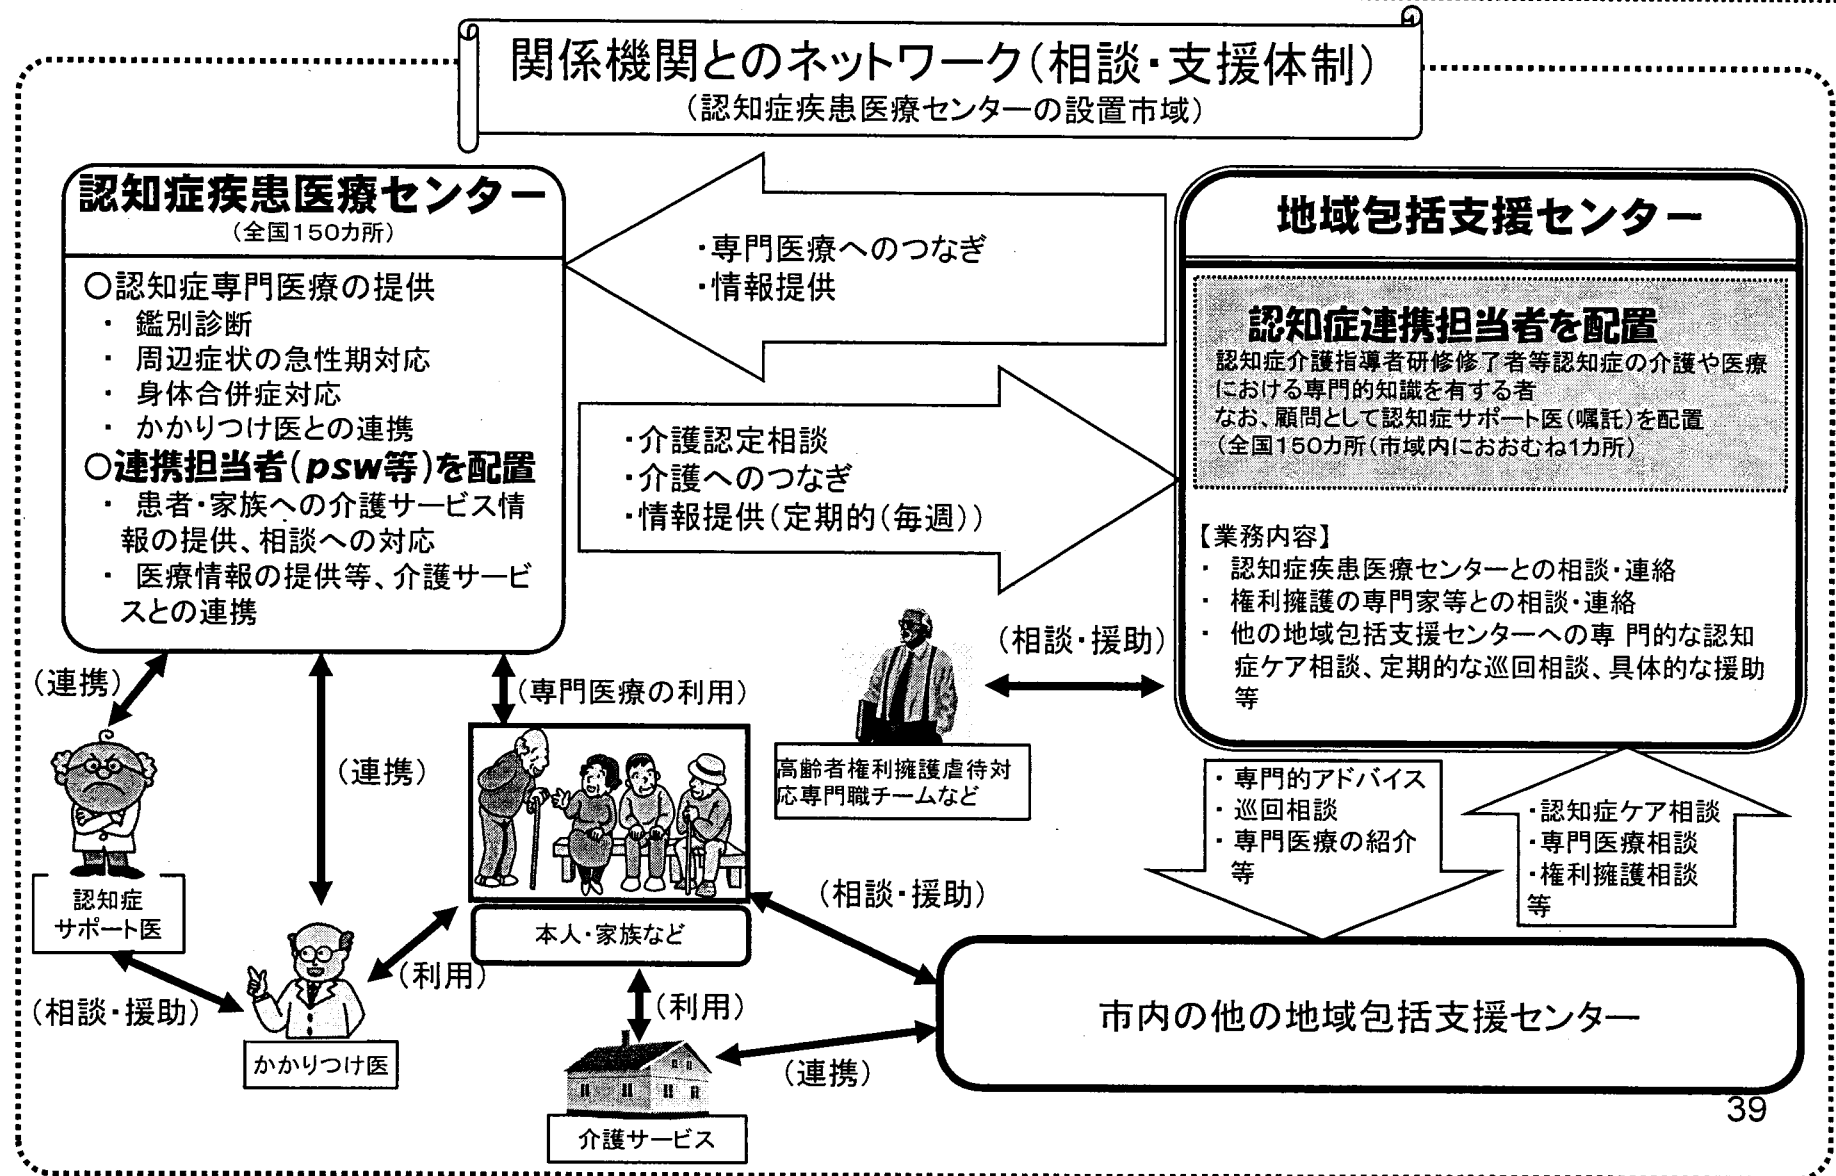 関係機関とのネットワーク(相談・支援体制)
(認知症疾患医療センターの設置市域)
認知症疾患医療センター
(全国150カ所)
○認知症専門医療の提供
・ 鑑別診断
・ 周辺症状の急性期対応
・ 身体合併症対応
・ かかりつけ医との連携
○連携担当者(psw等)を配置
・ 患者・家族への介護サービス情
報の提供、相談への対応
・ 医療情報の提供等、介護サービ
スとの連携
・専門医療へのつなぎ
・情報提供
・介護認定相談
・介護へのつなぎ
・情報提供(定期的(毎週))
地域包括支援センター
認知症連携担当者を配置
認知症介護指導者研修修了者等認知症の介護や医療
における専門的知識を有する者
なお、顧問として認知症サポート医(嘱託)を配置
(全国150カ所(市域内におおむね1カ所)
【業務内容】
・ 認知症疾患医療センターとの相談・連絡
・ 権利擁護の専門家等との相談・連絡
・ 他の地域包括支援センターへの専 門的な認知
症ケア相談、定期的な巡回相談、具体的な援助
等
(連携)
(連携)
(専門医療の利用)
(相談・援助)
高齢者権利擁護虐待対
応専門職チームなど
・ 専門的アドバイス
・ 巡回相談
・ 専門医療の紹介
等
・認知症ケア相談
・専門医療相談
・権利擁護相談
等
認知症
サポート医
本人・家族など
(相談・援助)
(利用)
(相談・援助)
かかりつけ医
(利用)
(連携)
介護サービス
市内の他の地域包括支援センター
39